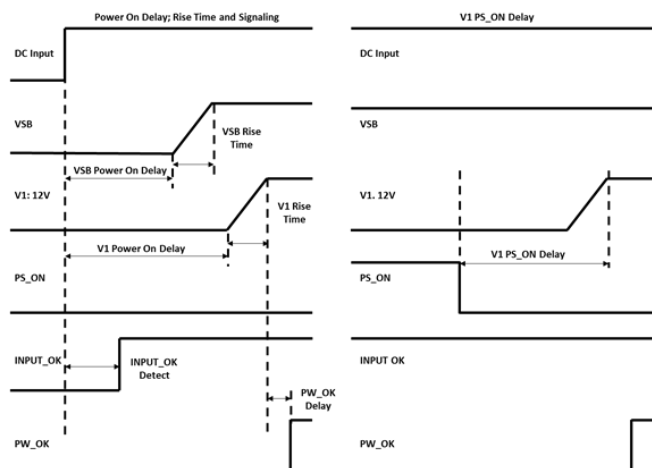 Power On Delay; Rise Time and Signaling
DC Input
VSB
VSB Rise
Time
VSB Power On Delay
V1: 12V
V1 Rise
Time
V1 Power On Delay
PS_ON
INPUT_OK
INPUT_OK
Detect
PW_OK
Delay
PW_OK
V1 PS_ON Delay
DC Input
VSB
V1. 12V
V1 PS_ON Delay
PS_ON
INPUT OK
PW_OK